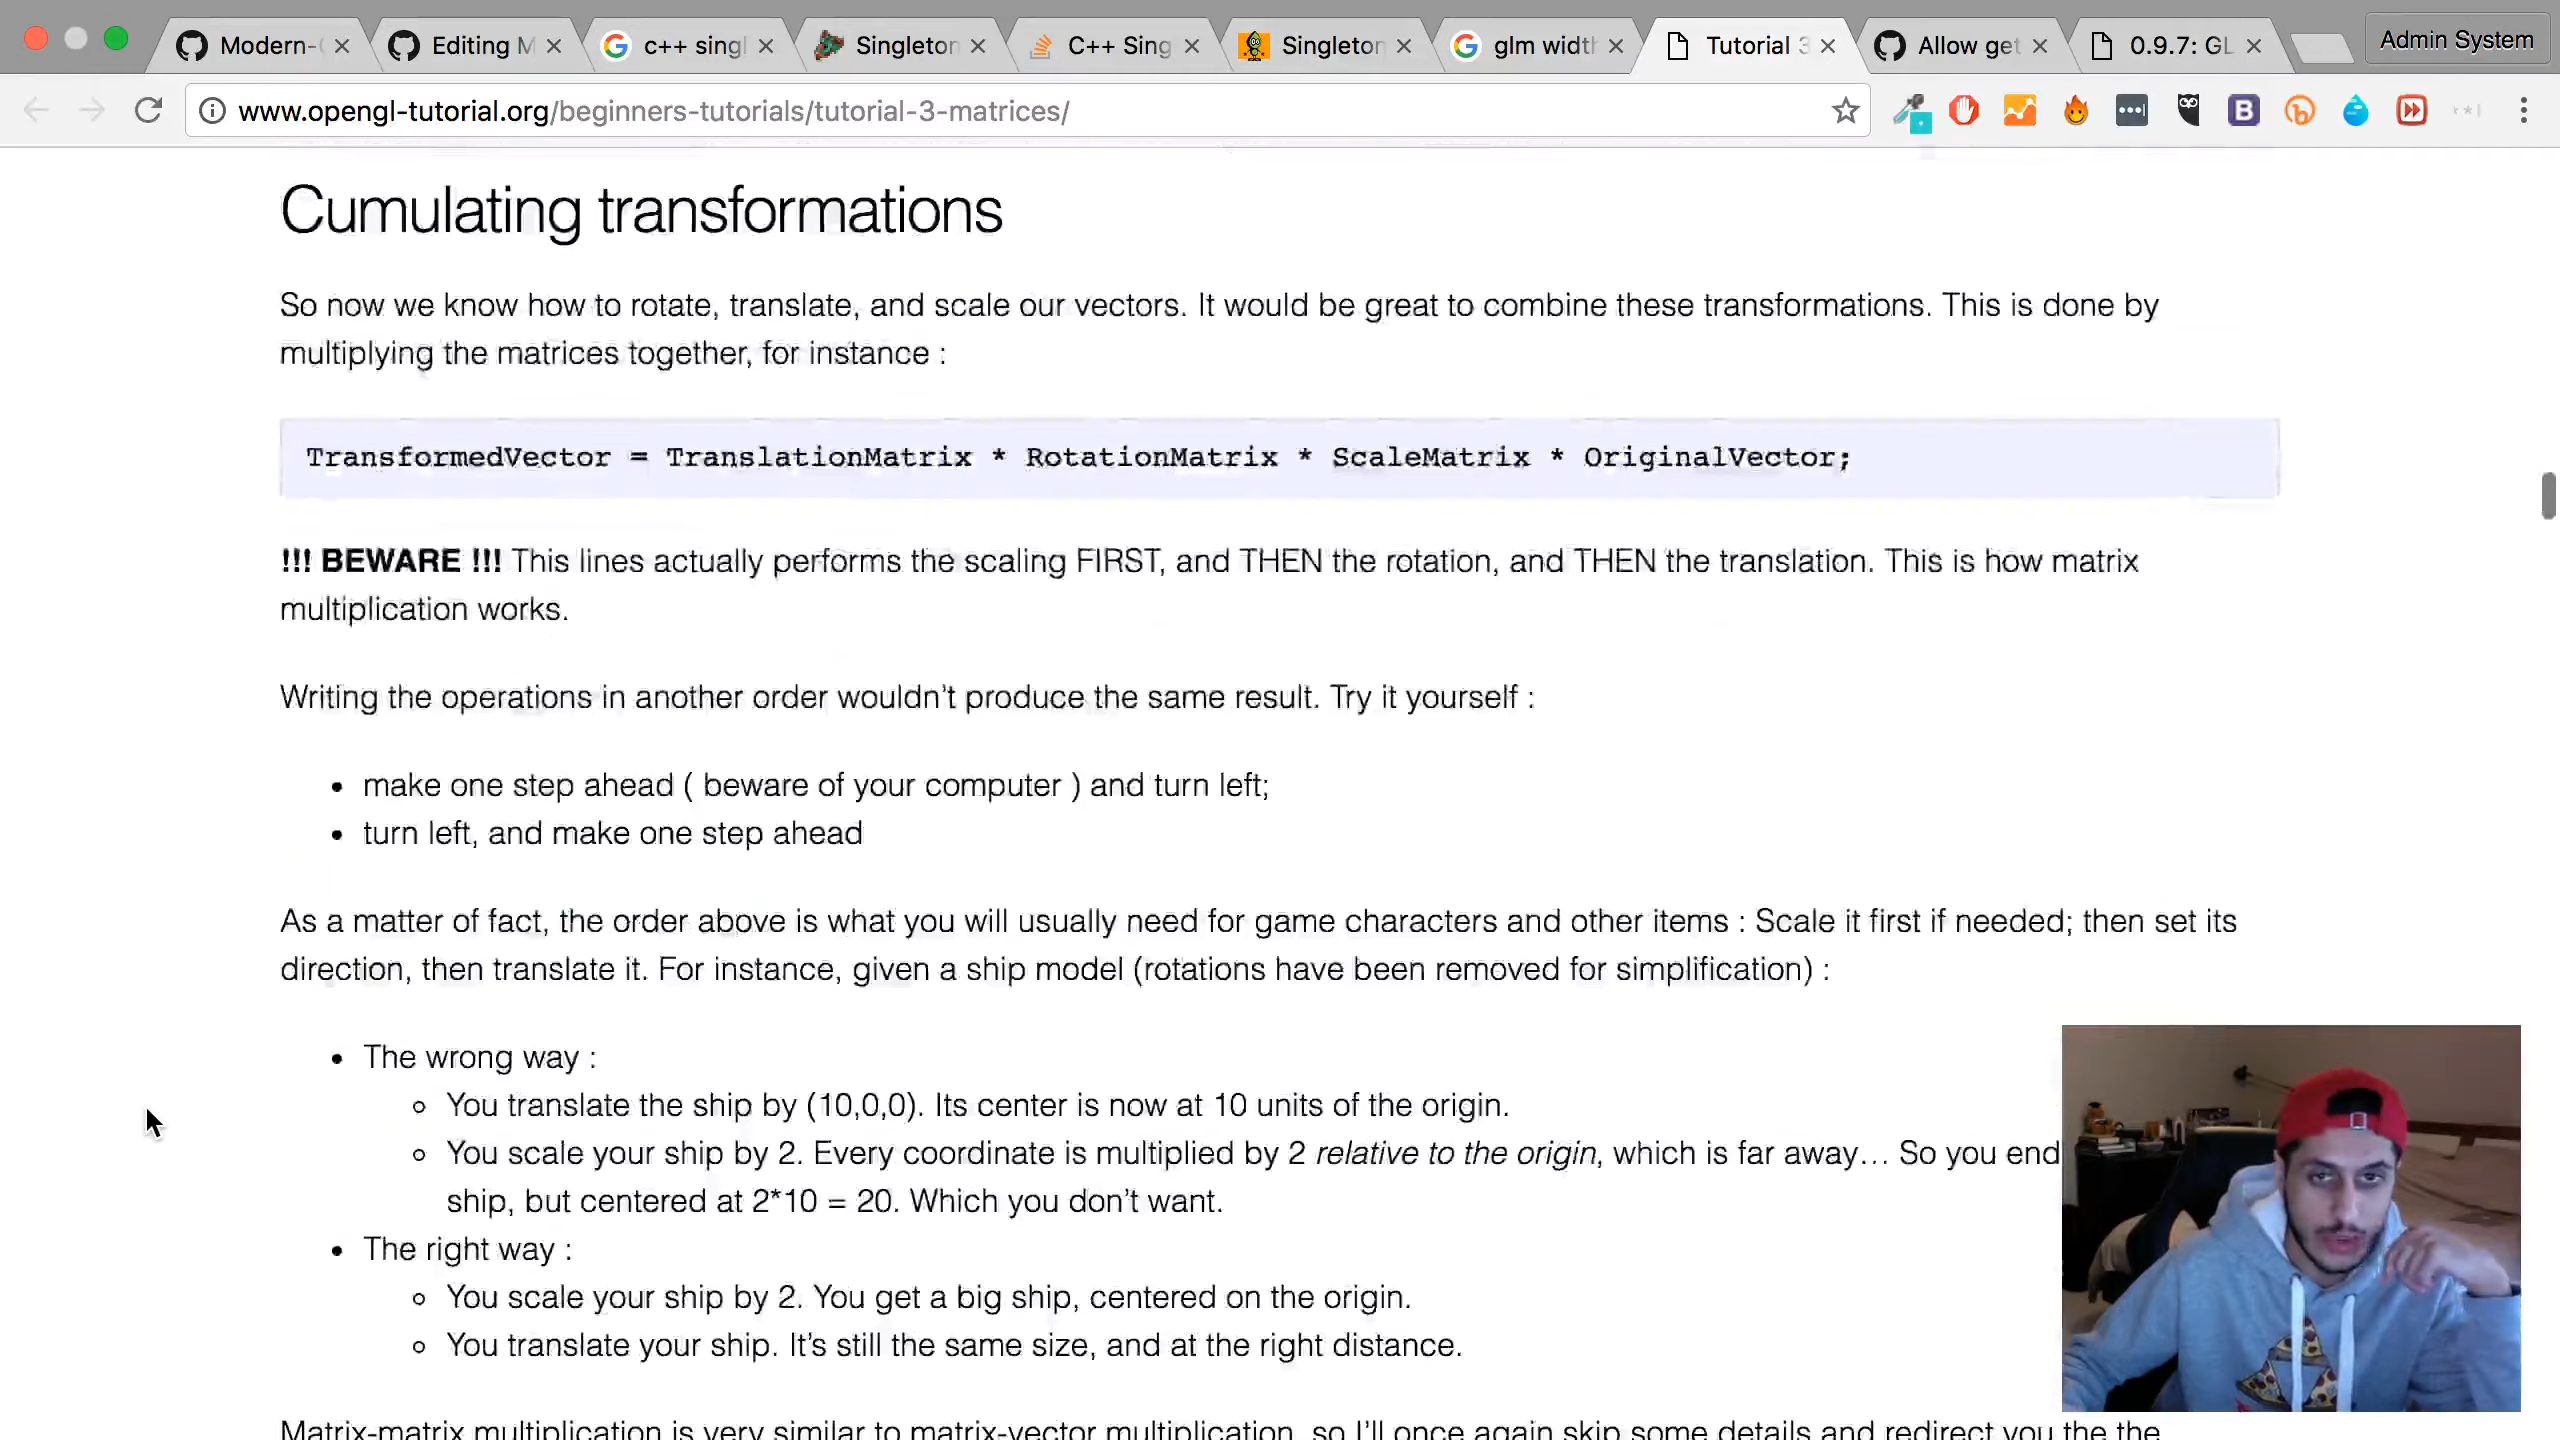 Modern-
Editing M
c++ singl
Singleton
C++ Sing
Singleton
glm width
Tutorial 3
Allow get
0.9.7: GL
Admin System
www.opengl-tutorial.org/beginners-tutorials/tutorial-3-matrices/
Cumulating transformations
So now we know how to rotate, translate, and scale our vectors. It would be great to combine these transformations. This is done by
multiplying the matrices together, for instance :
TransformedVector = TranslationMatrix * RotationMatrix * ScaleMatrix * OriginalVector;
!!! BEWARE !!! This lines actually performs the scaling FIRST, and THEN the rotation, and THEN the translation. This is how matrix
multiplication works.
Writing the operations in another order wouldn’t produce the same result. Try it yourself :
• make one step ahead ( beware of your computer ) and turn left;
• turn left, and make one step ahead
As a matter of fact, the order above is what you will usually need for game characters and other items : Scale it first if needed; then set its
direction, then translate it. For instance, given a ship model (rotations have been removed for simplification) :
• The wrong way :
◦ You translate the ship by (10,0,0). Its center is now at 10 units of the origin.
◦ You scale your ship by 2. Every coordinate is multiplied by 2 relative to the origin, which is far away… So you end
ship, but centered at 2*10 = 20. Which you don’t want.
• The right way :
◦ You scale your ship by 2. You get a big ship, centered on the origin.
◦ You translate your ship. It’s still the same size, and at the right distance.
Matrix-matrix multiplication is very similar to matrix-vector multiplication, so I’ll once again skip some details and redirect you the the